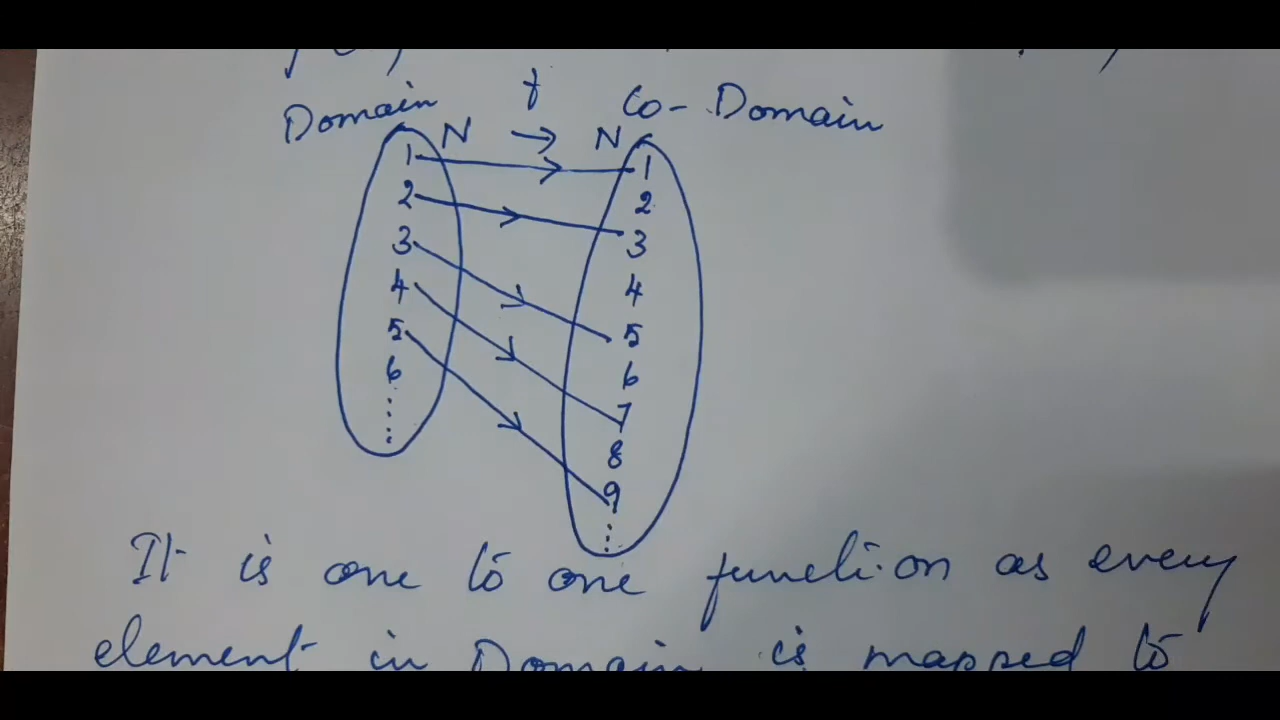 f
Domain Co-Domain
N → N
1 1
2 2
3 3
4 4
5 5
6 6
7
8
9
It is one to one function as every
element in Domain is mapped to